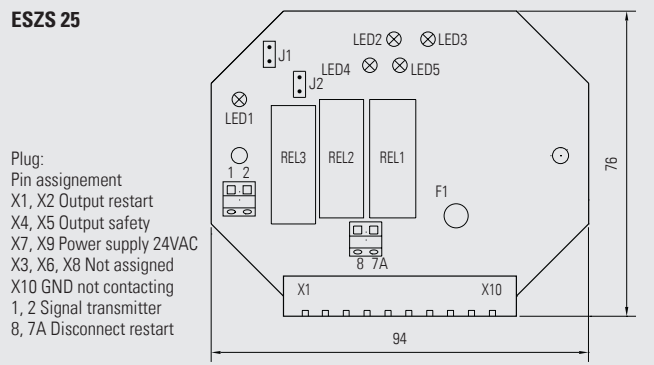 ESZS 25
J1
J2
LED2
LED3
LED4
LED5
LED1
REL3
REL2
REL1
1 2
F1
8 7A
X1
X10
76
94
Plug:
Pin assignement
X1, X2 Output restart
X4, X5 Output safety
X7, X9 Power supply 24VAC
X3, X6, X8 Not assigned
X10 GND not contacting
1, 2 Signal transmitter
8, 7A Disconnect restart